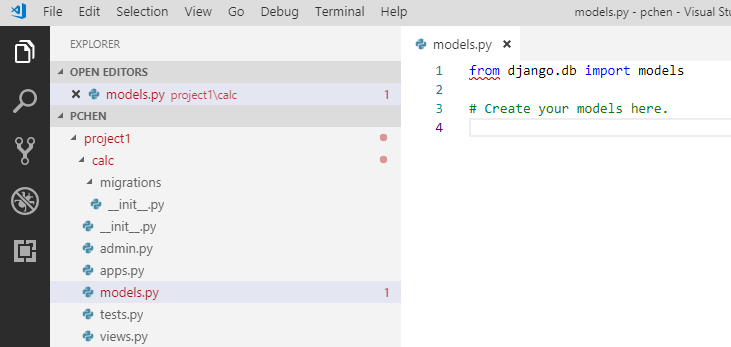 File Edit Selection View Go Debug Terminal Help models.py - pchen - Visual Stu
EXPLORER
OPEN EDITORS
models.py project1\calc 1
PCHEN
project1
calc
migrations
__init__.py
__init__.py
admin.py
apps.py
models.py 1
tests.py
views.py
models.py
1 from django.db import models
2
3 # Create your models here.
4